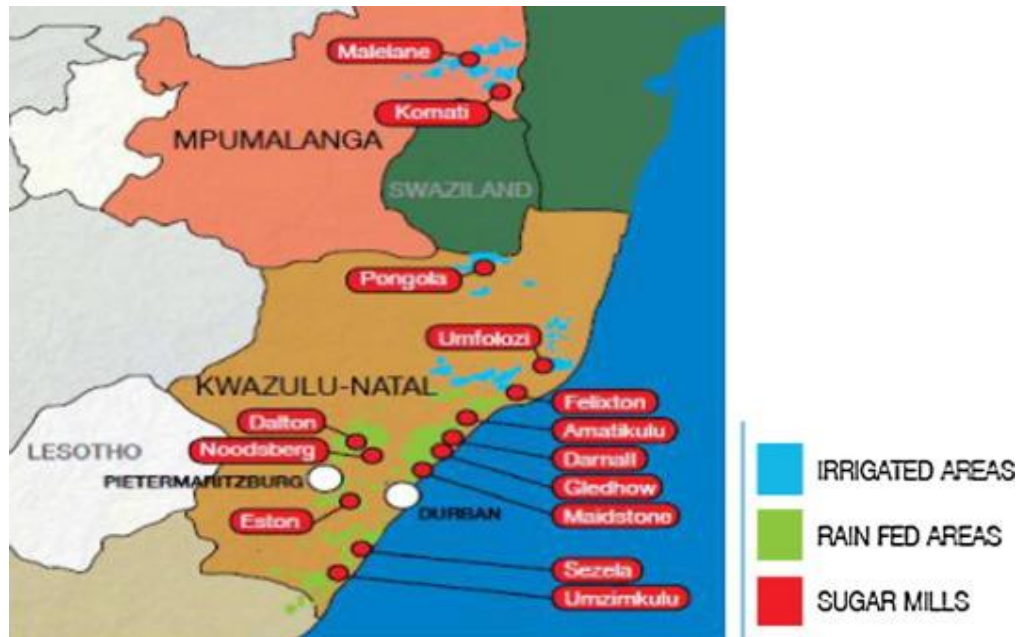 Malelane
Komati
MPUMALANGA
SWAZILAND
Pongola
Umfolozi
KWAZULU-NATAL
Felixton
Dalton
Amatikulu
LESOTHO
Noodsberg
Darnall
PIETERMARITZBURG
Gledhow
DURBAN
Maidstone
Eston
Sezela
Umzimkulu
IRRIGATED AREAS
RAIN FED AREAS
SUGAR MILLS